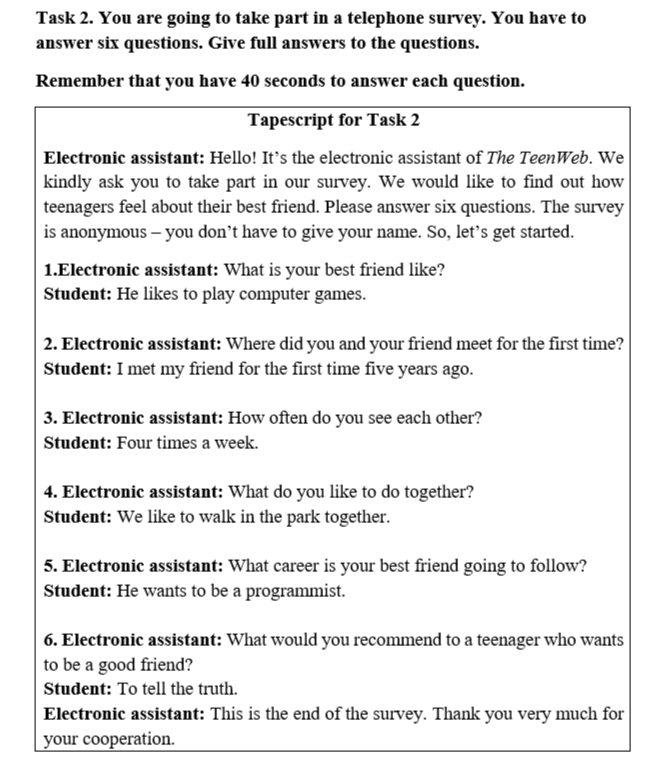 Task 2. You are going to take part in a telephone survey. You have to
answer six questions. Give full answers to the questions.
Remember that you have 40 seconds to answer each question.
Tapescript for Task 2
Electronic assistant: Hello! It’s the electronic assistant of The TeenWeb. We
kindly ask you to take part in our survey. We would like to find out how
teenagers feel about their best friend. Please answer six questions. The survey
is anonymous – you don’t have to give your name. So, let’s get started.
1.Electronic assistant: What is your best friend like?
Student: He likes to play computer games.
2. Electronic assistant: Where did you and your friend meet for the first time?
Student: I met my friend for the first time five years ago.
3. Electronic assistant: How often do you see each other?
Student: Four times a week.
4. Electronic assistant: What do you like to do together?
Student: We like to walk in the park together.
5. Electronic assistant: What career is your best friend going to follow?
Student: He wants to be a programmist.
6. Electronic assistant: What would you recommend to a teenager who wants
to be a good friend?
Student: To tell the truth.
Electronic assistant: This is the end of the survey. Thank you very much for
your cooperation.